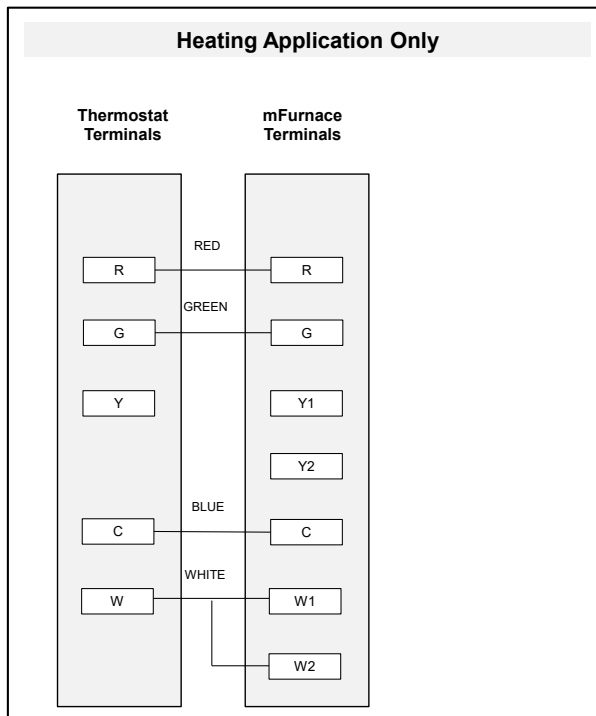 Heating Application Only
Thermostat
Terminals
mFurnace
Terminals
RED
R
R
GREEN
G
G
Y
Y1
Y2
BLUE
C
C
WHITE
W
W1
W2